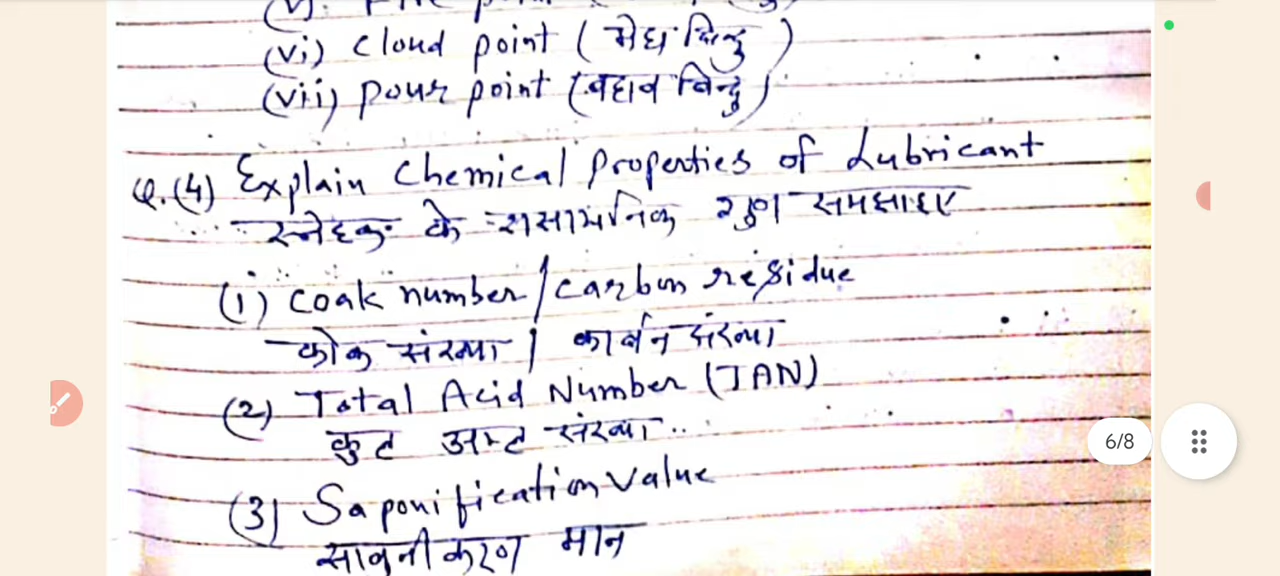 (vi) Cloud point (मेघ बिन्दु)
(vii) pour point (बहाव बिन्दु)
Q.(4) Explain Chemical properties of Lubricant
स्नेहक के रासायनिक गुण समझाइए
(1) Coak number/carbon residue
कोक संख्या / कार्बन संख्या
(2) Total Acid Number (TAN)
कुल अम्ल संख्या
(3) Saponification value
साबुनीकरण मान
6/8